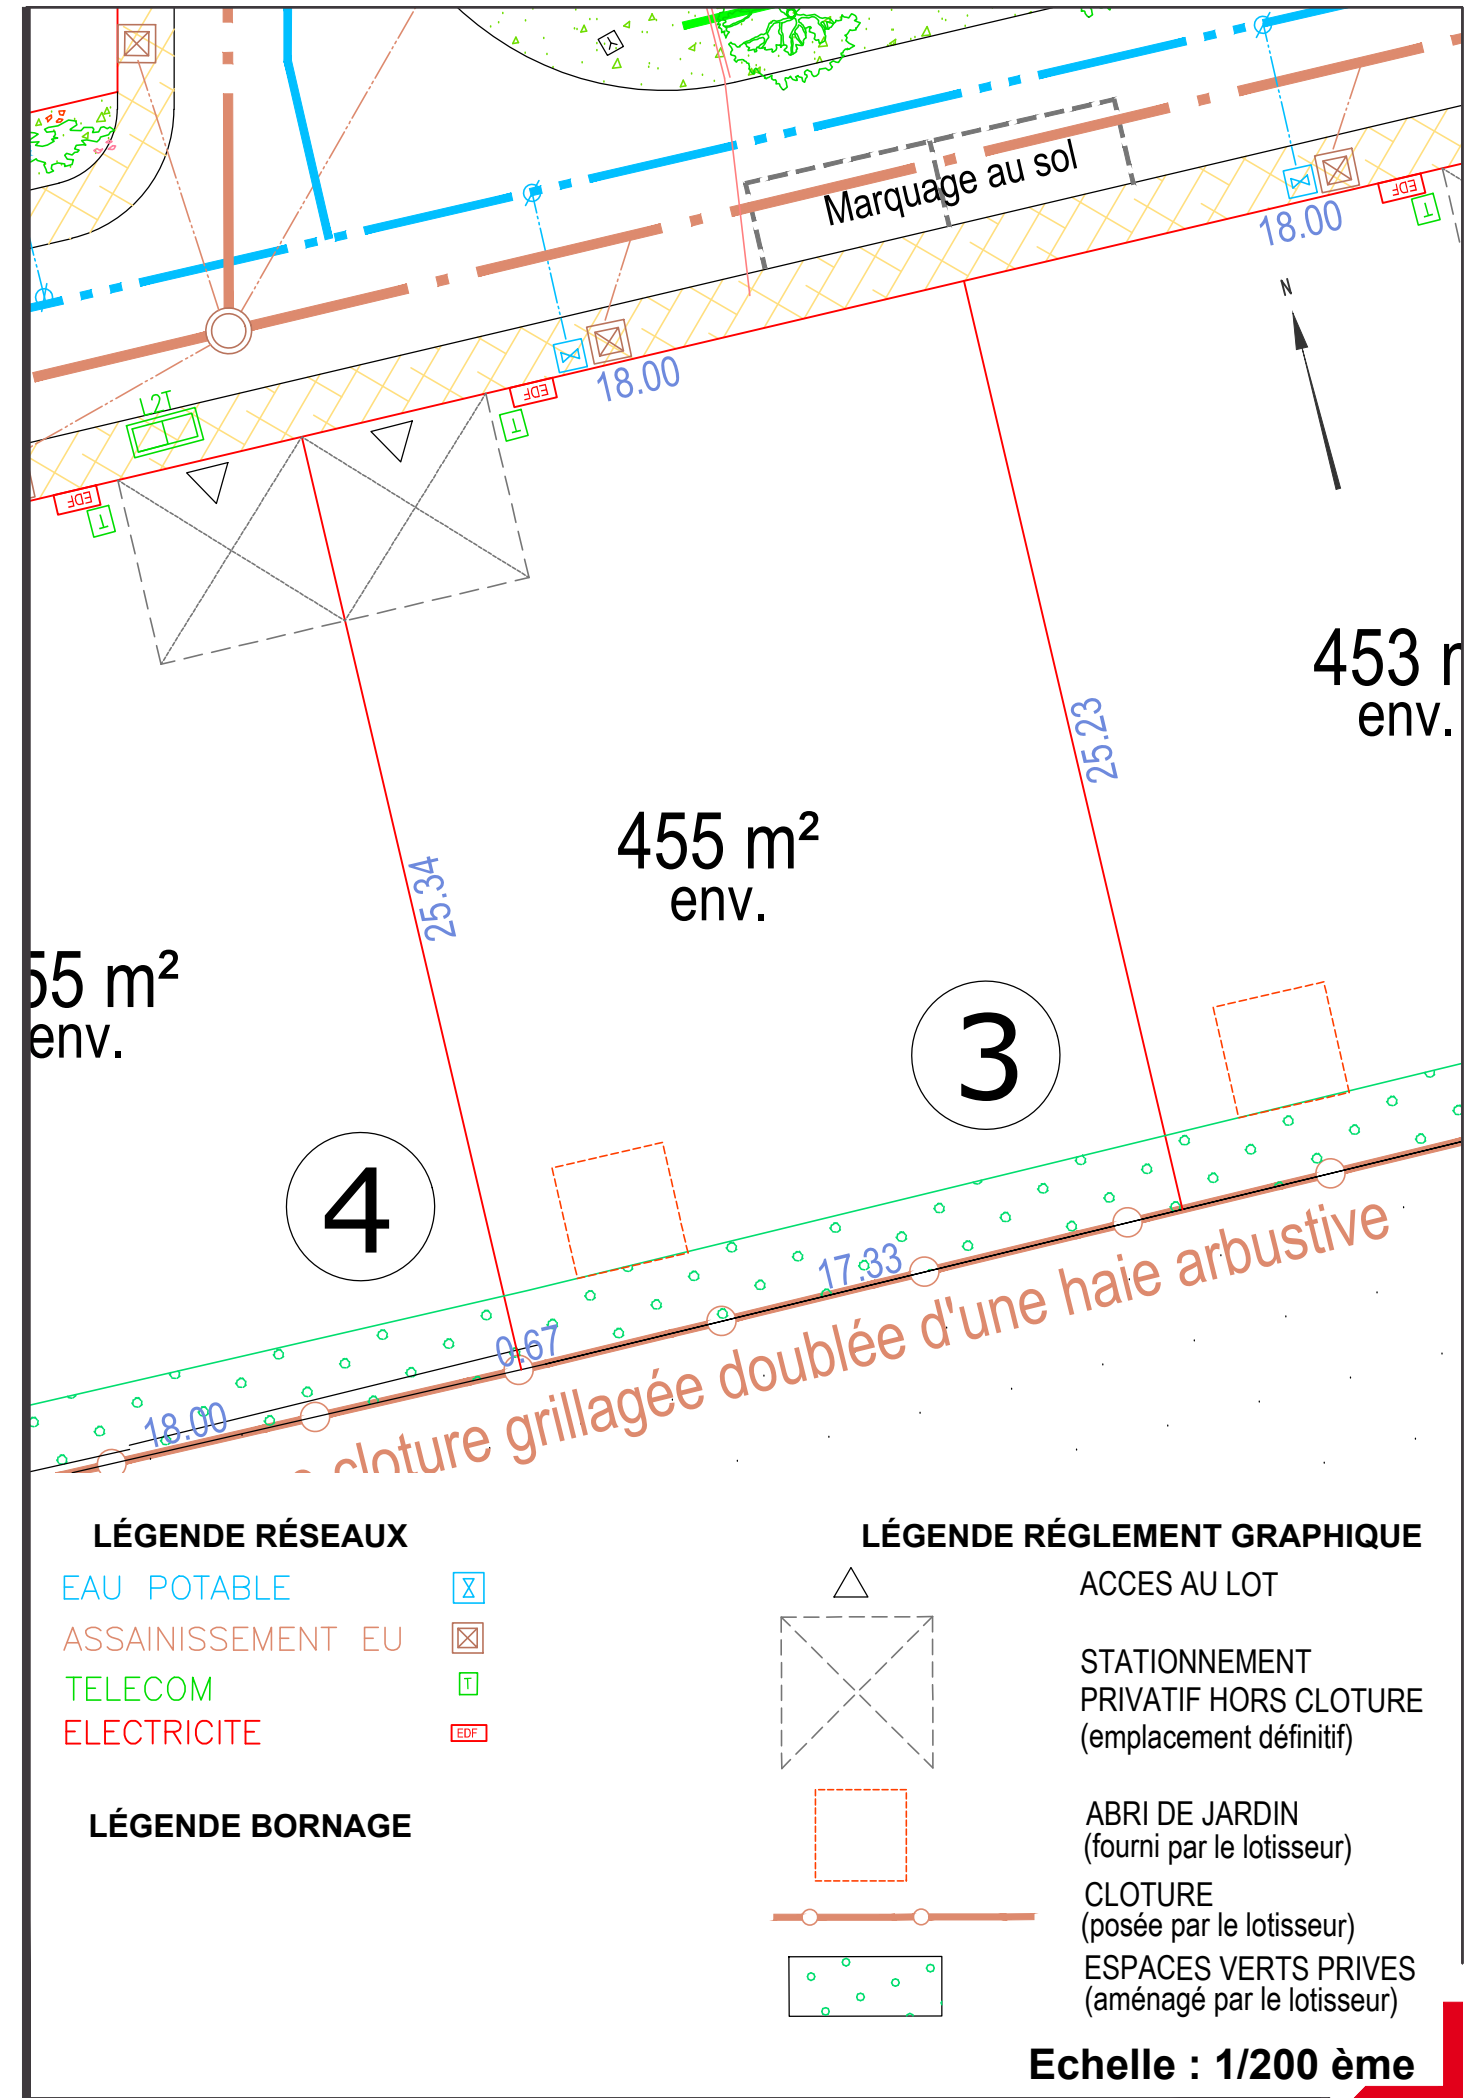 Marquage au sol
18.00
N
EDF
T
18.00
EDF
T
L2T
EDF
T
453
env.
25.23
455 m²
env.
25.34
55 m²
env.
3
4
17.33
0.67
18.00
cloture grillagée doublée d'une haie arbustive
LÉGENDE RÉSEAUX
EAU POTABLE
ASSAINISSEMENT EU
TELECOM
T
ELECTRICITE
EDF
LÉGENDE BORNAGE
LÉGENDE RÉGLEMENT GRAPHIQUE
ACCES AU LOT
STATIONNEMENT
PRIVATIF HORS CLOTURE
(emplacement définitif)
ABRI DE JARDIN
(fourni par le lotisseur)
CLOTURE
(posée par le lotisseur)
ESPACES VERTS PRIVES
(aménagé par le lotisseur)
Echelle : 1/200 ème